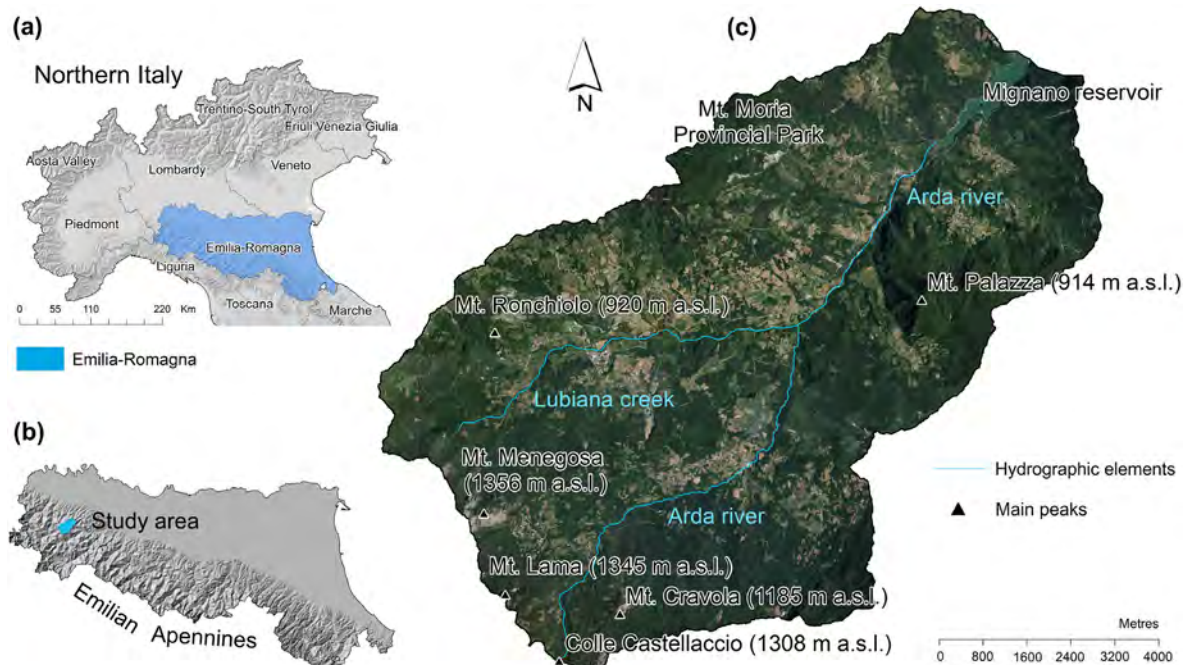 (a)
Northern Italy
Trentino-South Tyrol
Friuli Venezia Giulia
Aosta Valley
Lombardy
Veneto
Piedmont
Emilia-Romagna
Liguria
Toscana
Marche
0 55 110 220 Km
Emilia-Romagna
(b)
Study area
Emilian Apennines
N
(c)
Mignano reservoir
Mt. Moria
Provincial Park
Arda river
Mt. Palazza (914 m a.s.l.)
Mt. Ronchiolo (920 m a.s.l.)
Lubiana creek
Mt. Menegosa
(1356 m a.s.l.)
Arda river
Mt. Lama (1345 m a.s.l.)
Mt. Cravola (1185 m a.s.l.)
Colle Castellaccio (1308 m a.s.l.)
Hydrographic elements
Main peaks
Metres
0 800 1600 2400 3200 4000